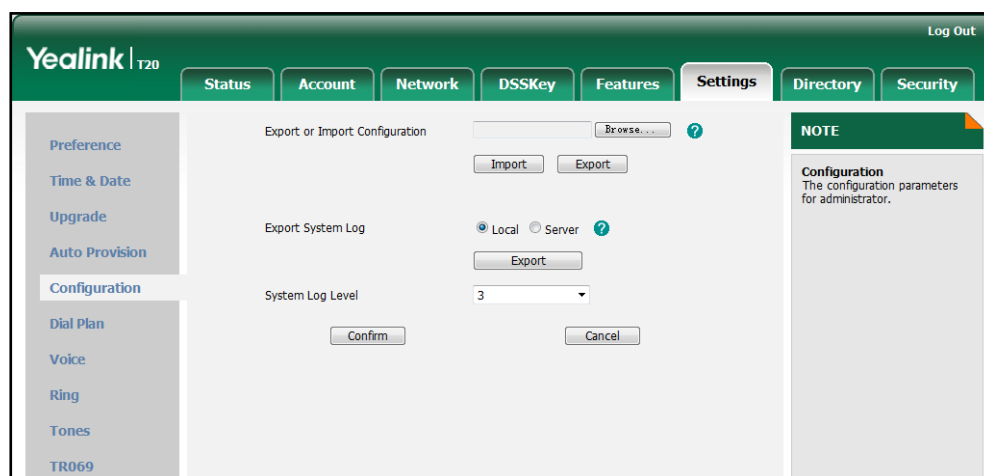 Log Out
Yealink T20
Status Account Network DSSKey Features Settings Directory Security
Preference
Time & Date
Upgrade
Auto Provision
Configuration
Dial Plan
Voice
Ring
Tones
TR069
Export or Import Configuration Browse... ?
Import Export
Export System Log Local Server ?
Export
System Log Level 3
Confirm Cancel
NOTE
Configuration
The configuration parameters
for administrator.